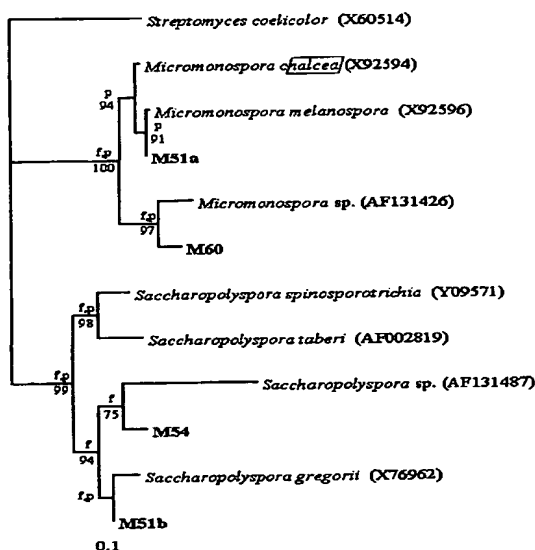 Streptomyces coelicolor (X60514)
Micromonospora chalcea (X92594)
p
94
Micromonospora melanospora (X92596)
p
91
M51a
f,p
100
Micromonospora sp. (AF131426)
f,p
97
M60
Saccharopolyspora spinosporotrichia (Y09571)
f,p
98
Saccharopolyspora taberi (AF002819)
f,p
99
Saccharopolyspora sp. (AF131487)
f
75
M54
f
94
Saccharopolyspora gregorii (X76962)
f,p
M51b
0.1